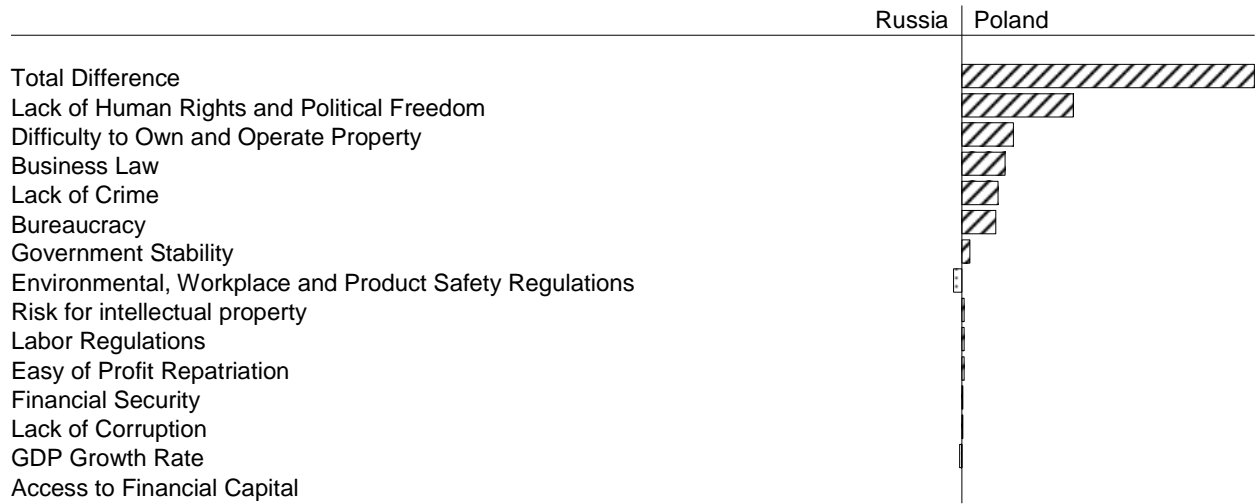 Russia Poland
Total Difference
Lack of Human Rights and Political Freedom
Difficulty to Own and Operate Property
Business Law
Lack of Crime
Bureaucracy
Government Stability
Environmental, Workplace and Product Safety Regulations
Risk for intellectual property
Labor Regulations
Easy of Profit Repatriation
Financial Security
Lack of Corruption
GDP Growth Rate
Access to Financial Capital